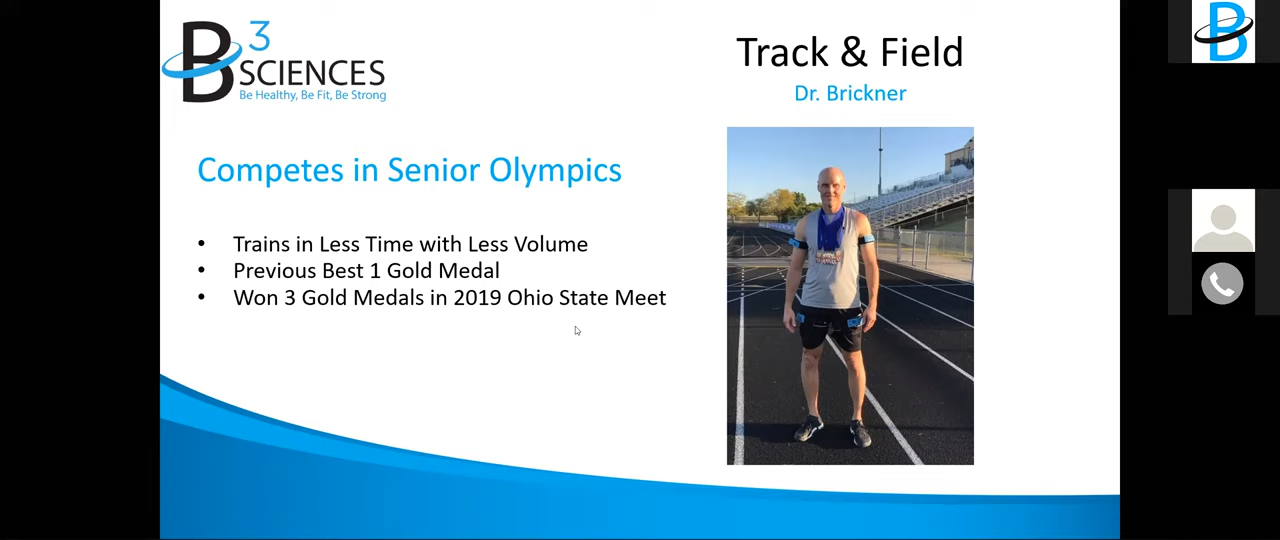 B3 SCIENCES
Be Healthy, Be Fit, Be Strong
Track & Field
Dr. Brickner
Competes in Senior Olympics
• Trains in Less Time with Less Volume
• Previous Best 1 Gold Medal
• Won 3 Gold Medals in 2019 Ohio State Meet
B